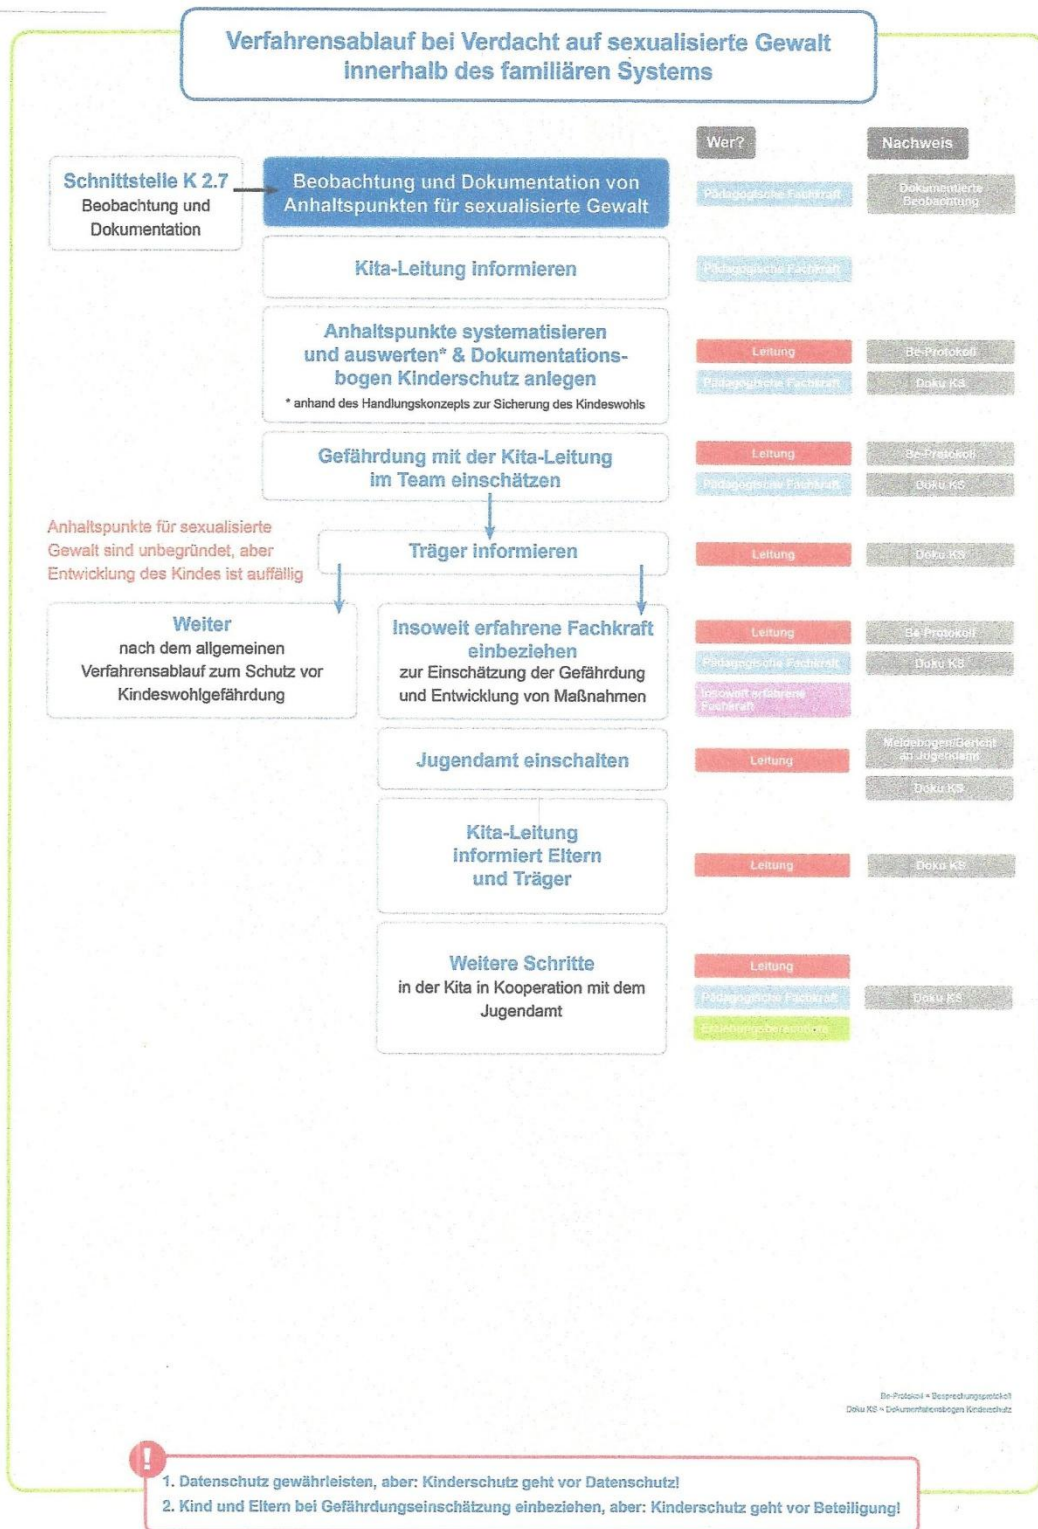 Verfahrensablauf bei Verdacht auf sexualisierte Gewalt
innerhalb des familiären Systems
Wer?
Nachweis
Schnittstelle K 2.7
Beobachtung und
Dokumentation
Beobachtung und Dokumentation von
Anhaltspunkten für sexualisierte Gewalt
Pädagogische Fachkraft
Dokumentierte
Beobachtung
Kita-Leitung informieren
Pädagogische Fachkraft
Anhaltspunkte systematisieren
und auswerten* & Dokumentations-
bogen Kinderschutz anlegen
* anhand des Handlungskonzepts zur Sicherung des Kindeswohls
Leitung
Be-Protokoll
Pädagogische Fachkraft
Doku KS
Gefährdung mit der Kita-Leitung
im Team einschätzen
Leitung
Be-Protokoll
Pädagogische Fachkraft
Doku KS
Anhaltspunkte für sexualisierte
Gewalt sind unbegründet, aber
Entwicklung des Kindes ist auffällig
Träger informieren
Leitung
Doku KS
Weiter
nach dem allgemeinen
Verfahrensablauf zum Schutz vor
Kindeswohlgefährdung
Insoweit erfahrene Fachkraft
einbeziehen
zur Einschätzung der Gefährdung
und Entwicklung von Maßnahmen
Leitung
Be-Protokoll
Pädagogische Fachkraft
Doku KS
Insoweit erfahrene
Fachkraft
Jugendamt einschalten
Leitung
Meldebogen/Bericht
an Jugendamt
Doku KS
Kita-Leitung
informiert Eltern
und Träger
Leitung
Doku KS
Weitere Schritte
in der Kita in Kooperation mit dem
Jugendamt
Leitung
Pädagogische Fachkraft
Doku KS
Erziehungsberechtigte
Be-Protokoll = Besprechungsprotokoll
Doku KS = Dokumentationsbogen Kinderschutz
!
1. Datenschutz gewährleisten, aber: Kinderschutz geht vor Datenschutz!
2. Kind und Eltern bei Gefährdungseinschätzung einbeziehen, aber: Kinderschutz geht vor Beteiligung!